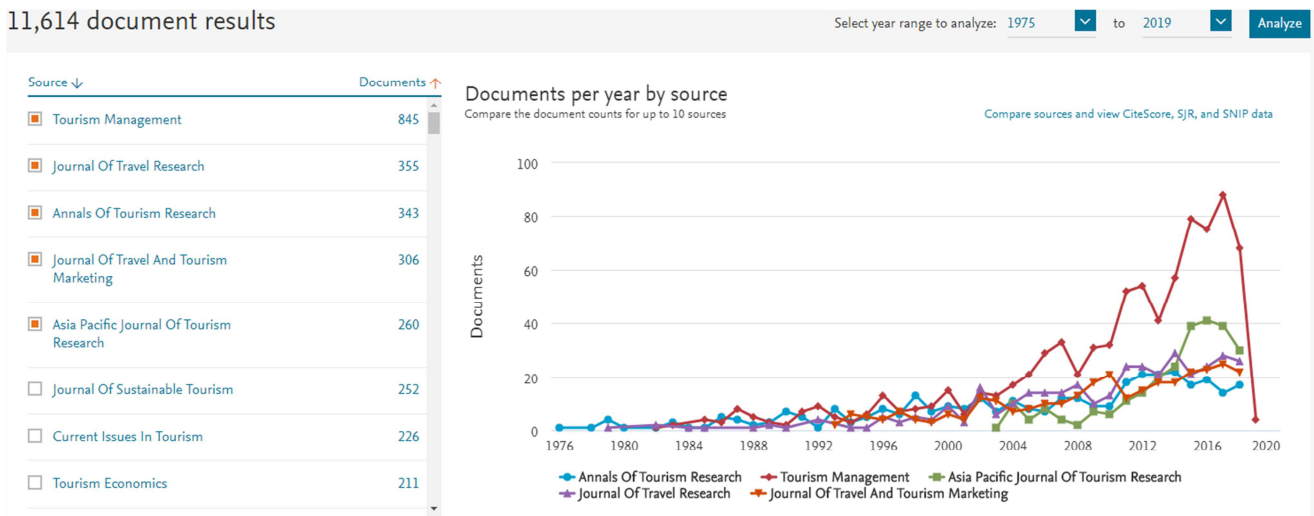 11,614 document results
Select year range to analyze: 1975 to 2019 Analyze
Source Documents
Tourism Management 845
Journal Of Travel Research 355
Annals Of Tourism Research 343
Journal Of Travel And Tourism 306
Marketing
Asia Pacific Journal Of Tourism 260
Research
Journal Of Sustainable Tourism 252
Current Issues In Tourism 226
Tourism Economics 211
Documents per year by source
Compare the document counts for up to 10 sources
Compare sources and view CiteScore, SJR, and SNIP data
Documents
100
80
60
40
20
0
1976 1980 1984 1988 1992 1996 2000 2004 2008 2012 2016 2020
Annals Of Tourism Research Tourism Management Asia Pacific Journal Of Tourism Research
Journal Of Travel Research Journal Of Travel And Tourism Marketing